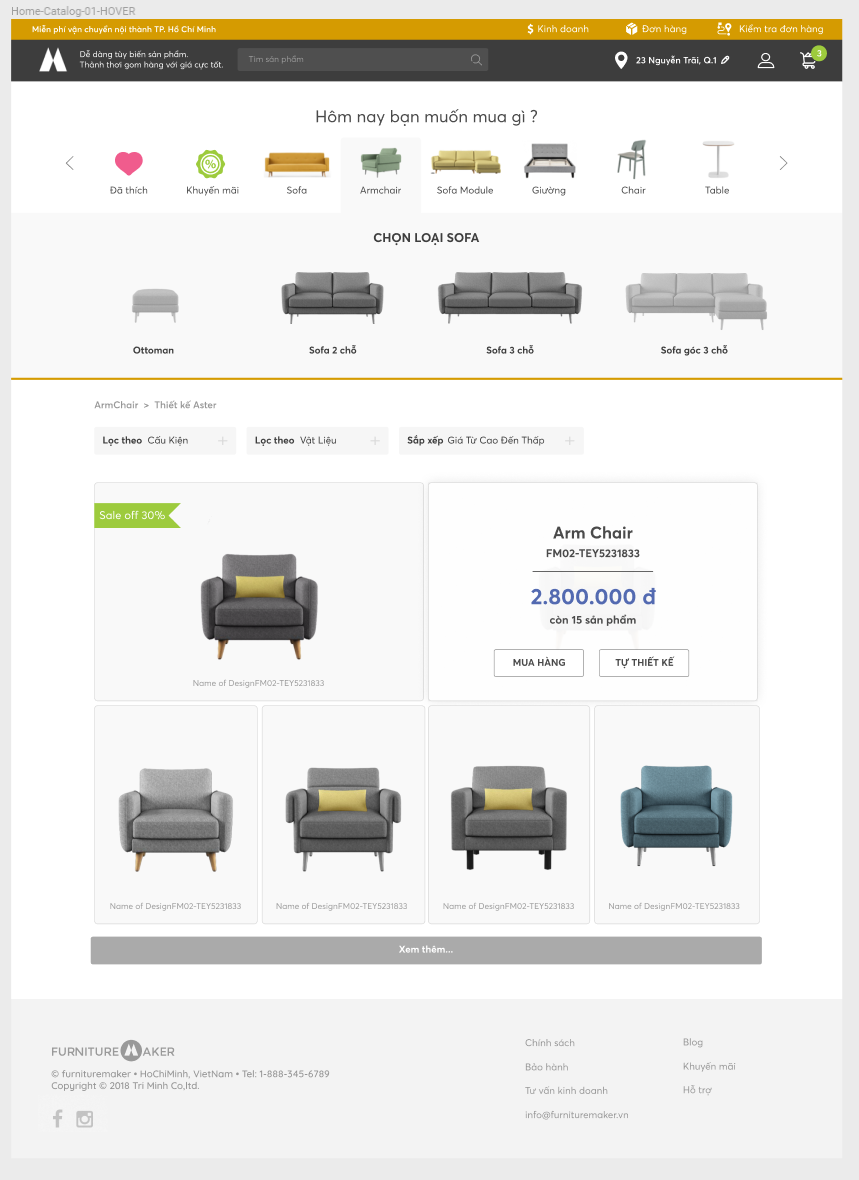 Home-Catalog-01-HOVER
Miễn phí vận chuyển nội thành TP. Hồ Chí Minh
$ Kinh doanh
Đơn hàng
Kiểm tra đơn hàng
Dễ dàng tùy biến sản phẩm.
Thảnh thơi gom hàng với giá cực tốt.
Tìm sản phẩm
23 Nguyễn Trãi, Q.1
3
Hôm nay bạn muốn mua gì ?
%
Đã thích
Khuyến mãi
Sofa
Armchair
Sofa Module
Giường
Chair
Table
CHỌN LOẠI SOFA
Ottoman
Sofa 2 chỗ
Sofa 3 chỗ
Sofa góc 3 chỗ
ArmChair > Thiết kế Aster
Lọc theo Cấu Kiện +
Lọc theo Vật Liệu +
Sắp xếp Giá Từ Cao Đến Thấp +
Sale off 30%
Name of DesignFM02-TEY5231833
Arm Chair
FM02-TEY5231833
2.800.000 đ
còn 15 sản phẩm
MUA HÀNG
TỰ THIẾT KẾ
Name of DesignFM02-TEY5231833
Name of DesignFM02-TEY5231833
Name of DesignFM02-TEY5231833
Name of DesignFM02-TEY5231833
Xem thêm...
FURNITURE MAKER
© furnituremaker • HoChiMinh, VietNam • Tel: 1-888-345-6789
Copyright © 2018 Tri Minh Co,ltd.
Chính sách
Bảo hành
Tư vấn kinh doanh
info@furnituremaker.vn
Blog
Khuyến mãi
Hỗ trợ